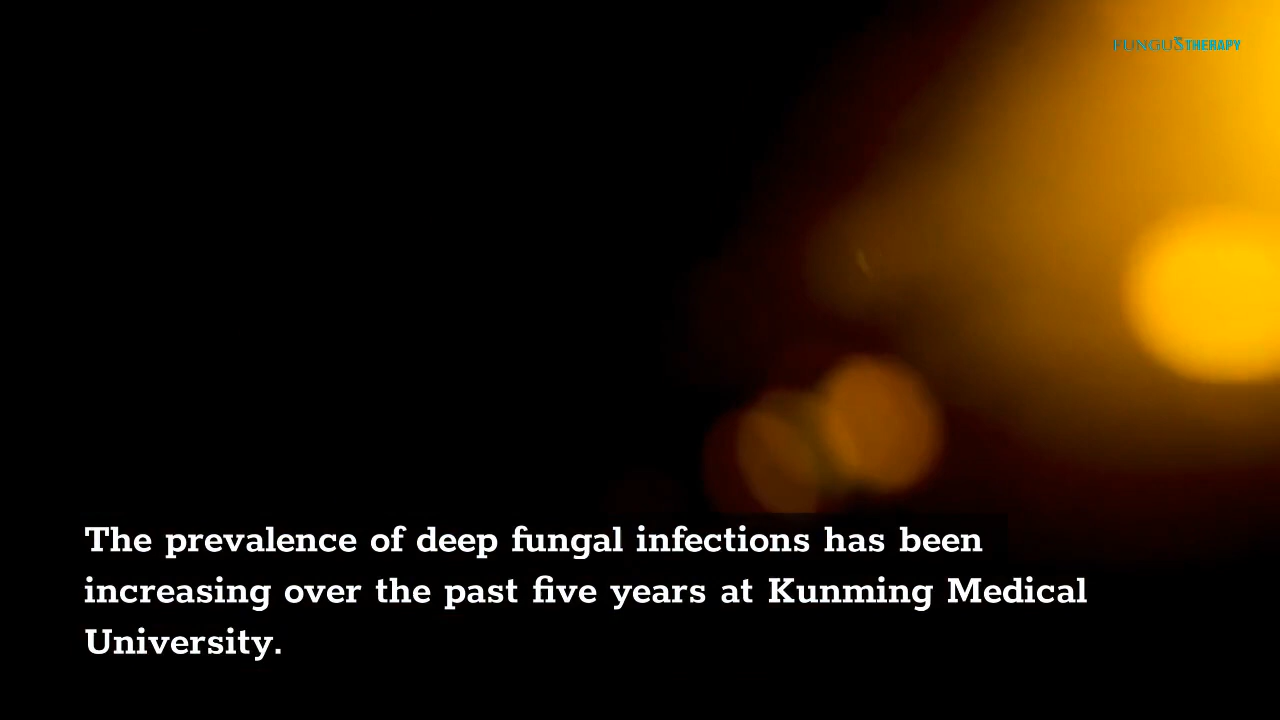 FUNGUSTHERAPY
The prevalence of deep fungal infections has been
increasing over the past five years at Kunming Medical
University.